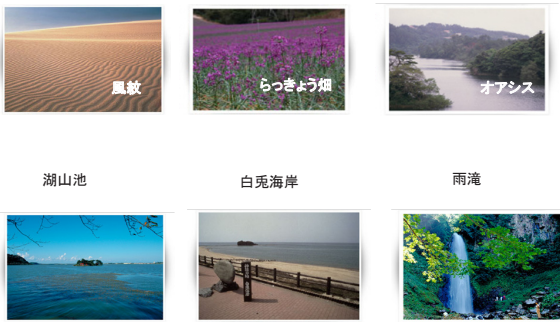 風紋
らっきょう畑
オアシス
湖山池
白兎海岸
雨滝